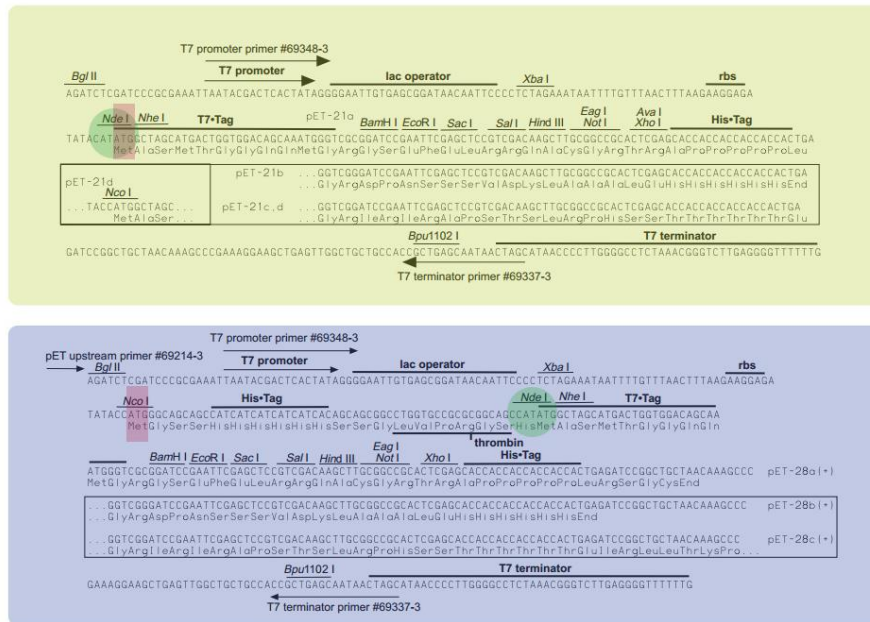 T7 promoter primer #69348-3
Bgl II T7 promoter lac operator Xba I rbs
AGATCTCGATCCCGCGAAATTAATACGACTCACTATAGGGGAATTGTGAGCGGATAACAATTCCCCTCTAGAAATAATTTTGTTTAACTTTAAGAAGGAGA
Nde I Nhe I T7•Tag pET-21a BamH I EcoR I Sac I Sal I Hind III Eag I Not I Ava I Xho I His•Tag
TATACATATGGCTAGCATGACTGGTGGACAGCAAATGGGTCGCGGATCCGAATTCGAGCTCCGTCGACAAGCTTGCGGCCGCACTCGAGCACCACCACCACCACCACTGA
MetAlaSerMetThrGlyGlyGlnGlnMetGlyArgGlySerGluPheGluLeuArgArgGlnAlaCysGlyArgThrArgAlaProProProProProLeu
pET-21d
Nco I
...TACCATGGCTAGC...
MetAlaSer...
pET-21b ...GGTCGGGATCCGAATTCGAGCTCCGTCGACAAGCTTGCGGCCGCACTCGAGCACCACCACCACCACCACTGA
...GlyArgAspProAsnSerSerSerValAspLysLeuAlaAlaAlaLeuGluHisHisHisHisHisHisEnd
pET-21c,d ...GGTCGGATCCGAATTCGAGCTCCGTCGACAAGCTTGCGGCCGCACTCGAGCACCACCACCACCACCACTGA
...GlyArgIleArgIleArgAlaProSerThrSerLeuArgProHisSerSerThrThrThrThrThrThrGlu
Bpu1102 I T7 terminator
GATCCGGCTGCTAACAAAGCCCGAAAGGAAGCTGAGTTGGCTGCTGCCACCGCTGAGCAATAACTAGCATAACCCCTTGGGGCCTCTAAACGGGTCTTGAGGGGTTTTTTG
T7 terminator primer #69337-3
T7 promoter primer #69348-3
pET upstream primer #69214-3
Bgl II T7 promoter lac operator Xba I rbs
AGATCTCGATCCCGCGAAATTAATACGACTCACTATAGGGGAATTGTGAGCGGATAACAATTCCCCTCTAGAAATAATTTTGTTTAACTTTAAGAAGGAGA
Nco I His•Tag Nde I Nhe I T7•Tag
TATACCATGGGCAGCAGCCATCATCATCATCATCACAGCAGCGGCCTGGTGCCGCGCGGCAGCCATATGGCTAGCATGACTGGTGGACAGCAA
MetGlySerSerHisHisHisHisHisHisSerSerGlyLeuValProArgGlySerHisMetAlaSerMetThrGlyGlyGlnGln
thrombin
BamH I EcoR I Sac I Sal I Hind III Eag I Not I Xho I His•Tag
ATGGGTCGCGGATCCGAATTCGAGCTCCGTCGACAAGCTTGCGGCCGCACTCGAGCACCACCACCACCACCACTGAGATCCGGCTGCTAACAAAGCCC pET-28a(+)
MetGlyArgGlySerGluPheGluLeuArgArgGlnAlaCysGlyArgThrArgAlaProProProProProLeuArgSerGlyCysEnd
...GGTCGGGATCCGAATTCGAGCTCCGTCGACAAGCTTGCGGCCGCACTCGAGCACCACCACCACCACCACTGAGATCCGGCTGCTAACAAAGCCC pET-28b(+)
...GlyArgAspProAsnSerSerSerValAspLysLeuAlaAlaAlaLeuGluHisHisHisHisHisHisEnd
...GGTCGGATCCGAATTCGAGCTCCGTCGACAAGCTTGCGGCCGCACTCGAGCACCACCACCACCACCACTGAGATCCGGCTGCTAACAAAGCCC pET-28c(+)
...GlyArgIleArgIleArgAlaProSerThrSerLeuArgProHisSerSerThrThrThrThrThrThrGluIleArgLeuLeuThrLysPro...
Bpu1102 I T7 terminator
GAAAGGAAGCTGAGTTGGCTGCTGCCACCGCTGAGCAATAACTAGCATAACCCCTTGGGGCCTCTAAACGGGTCTTGAGGGGTTTTTTG
T7 terminator primer #69337-3